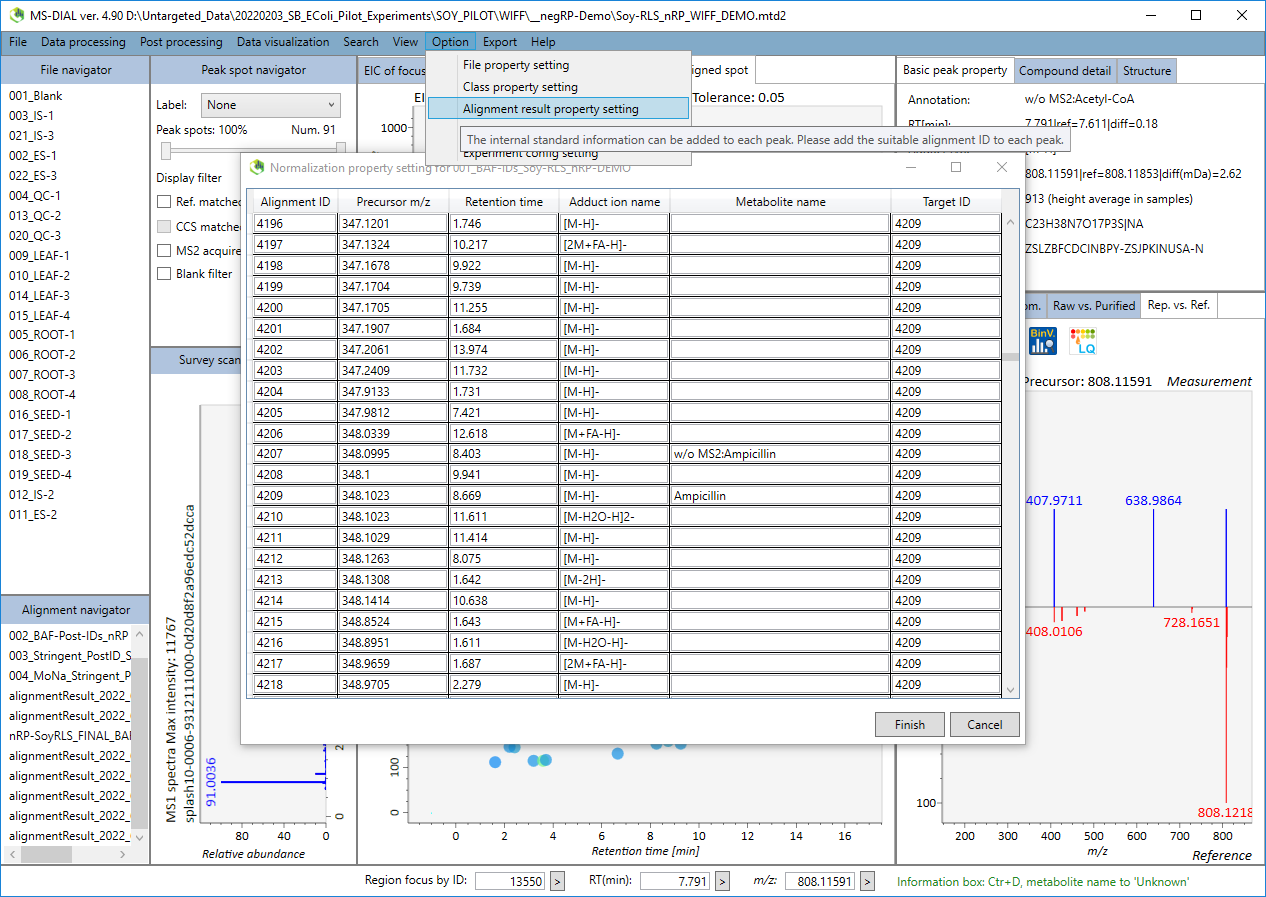 MS-DIAL ver. 4.90 D:\Untargeted_Data\20220203_SB_EColi_Pilot_Experiments\SOY_PILOT\WIFF\__negRP-Demo\Soy-RLS_nRP_WIFF_DEMO.mtd2
File Data processing Post processing Data visualization Search View Option Export Help
File navigator
001_Blank
003_IS-1
021_IS-3
002_ES-1
022_ES-3
004_QC-1
013_QC-2
020_QC-3
009_LEAF-1
010_LEAF-2
014_LEAF-3
015_LEAF-4
005_ROOT-1
006_ROOT-2
007_ROOT-3
008_ROOT-4
016_SEED-1
017_SEED-2
018_SEED-3
019_SEED-4
012_IS-2
011_ES-2
Alignment navigator
002_BAF-Post-IDs_nRP
003_Stringent_PostID_S
004_MoNa_Stringent_P
alignmentResult_2022_
alignmentResult_2022_
nRP-SoyRLS_FINAL_BAI
alignmentResult_2022_
alignmentResult_2022_
alignmentResult_2022_
alignmentResult_2022_
alignmentResult_2022_
Peak spot navigator
Label: None
Peak spots: 100% Num. 91
Display filter
Ref. matched
CCS matched
MS2 acquire
Blank filter
Survey scan
MS1 spectra Max intensity: 11767
splash10-0006-9312111000-0d20d8f2a96edc52dcca
91.0036
80 40 0
0
2
Relative abundance
EIC of focus
igned spot
EI
Tolerance: 0.05
1000
File property setting
Class property setting
Alignment result property setting
The internal standard information can be added to each peak. Please add the suitable alignment ID to each peak.
Experiment config setting
Normalization property setting for 001_BAF-IDs_Soy-RLS_nRP-DEMO
Alignment ID Precursor m/z Retention time Adduct ion name Metabolite name Target ID
4196 347.1201 1.746 [M-H]- 4209
4197 347.1324 10.217 [2M+FA-H]- 4209
4198 347.1678 9.922 [M-H]- 4209
4199 347.1704 9.739 [M-H]- 4209
4200 347.1705 11.255 [M-H]- 4209
4201 347.1907 1.684 [M-H]- 4209
4202 347.2061 13.974 [M-H]- 4209
4203 347.2409 11.732 [M-H]- 4209
4204 347.9133 1.731 [M-H]- 4209
4205 347.9812 7.421 [M-H]- 4209
4206 348.0339 12.618 [M+FA-H]- 4209
4207 348.0995 8.403 [M-H]- w/o MS2:Ampicillin 4209
4208 348.1 9.941 [M-H]- 4209
4209 348.1023 8.669 [M-H]- Ampicillin 4209
4210 348.1023 11.611 [M-H2O-H]2- 4209
4211 348.1029 11.414 [M-H]- 4209
4212 348.1263 8.075 [M-H]- 4209
4213 348.1308 1.642 [M-2H]- 4209
4214 348.1414 10.638 [M-H]- 4209
4215 348.8524 1.643 [M+FA-H]- 4209
4216 348.8951 1.611 [M-H2O-H]- 4209
4217 348.9659 1.687 [2M+FA-H]- 4209
4218 348.9705 2.279 [M-H]- 4209
Finish Cancel
100
0
0 2 4 6 8 10 12 14 16
Retention time [min]
Basic peak property Compound detail Structure
Annotation: w/o MS2:Acetyl-CoA
RT[min]: 7.791|ref=7.611|diff=0.18
808.11591|ref=808.11853|diff(mDa)=2.62
913 (height average in samples)
C23H38N7O17P3S|NA
ZSLZBFCDCINBPY-ZSJPKINUSA-N
om. Raw vs. Purified Rep. vs. Ref.
BinV. LQ
Precursor: 808.11591 Measurement
407.9711 638.9864
408.0106 728.1651
100
808.1218
200 300 400 500 600 700 800
m/z
Reference
Region focus by ID: 13550 > RT(min): 7.791 > m/z: 808.11591 > Information box: Ctr+D, metabolite name to 'Unknown'